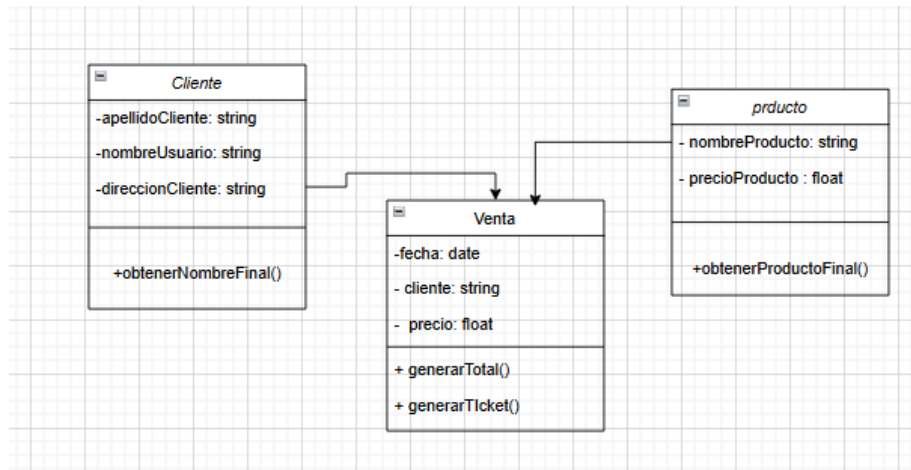 Cliente
-apellidoCliente: string
-nombreUsuario: string
-direccionCliente: string
+obtenerNombreFinal()
prducto
- nombreProducto: string
- precioProducto : float
+obtenerProductoFinal()
Venta
-fecha: date
- cliente: string
- precio: float
+ generarTotal()
+ generarTIcket()